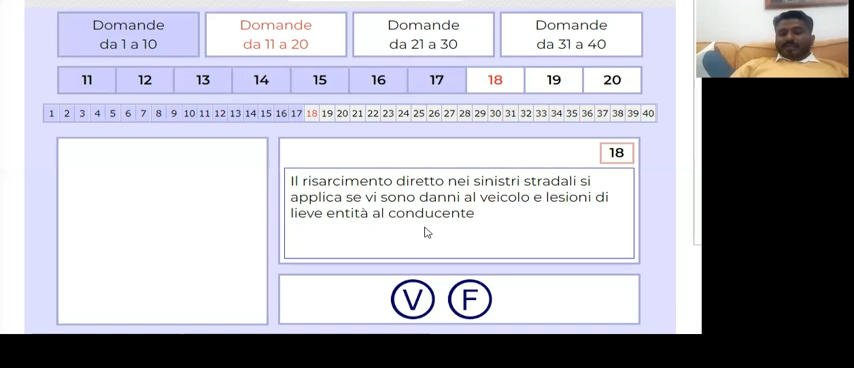 Domande
da 1 a 10
Domande
da 11 a 20
Domande
da 21 a 30
Domande
da 31 a 40
11 12 13 14 15 16 17 18 19 20
1 2 3 4 5 6 7 8 9 10 11 12 13 14 15 16 17 18 19 20 21 22 23 24 25 26 27 28 29 30 31 32 33 34 35 36 37 38 39 40
18
Il risarcimento diretto nei sinistri stradali si
applica se vi sono danni al veicolo e lesioni di
lieve entità al conducente
V F